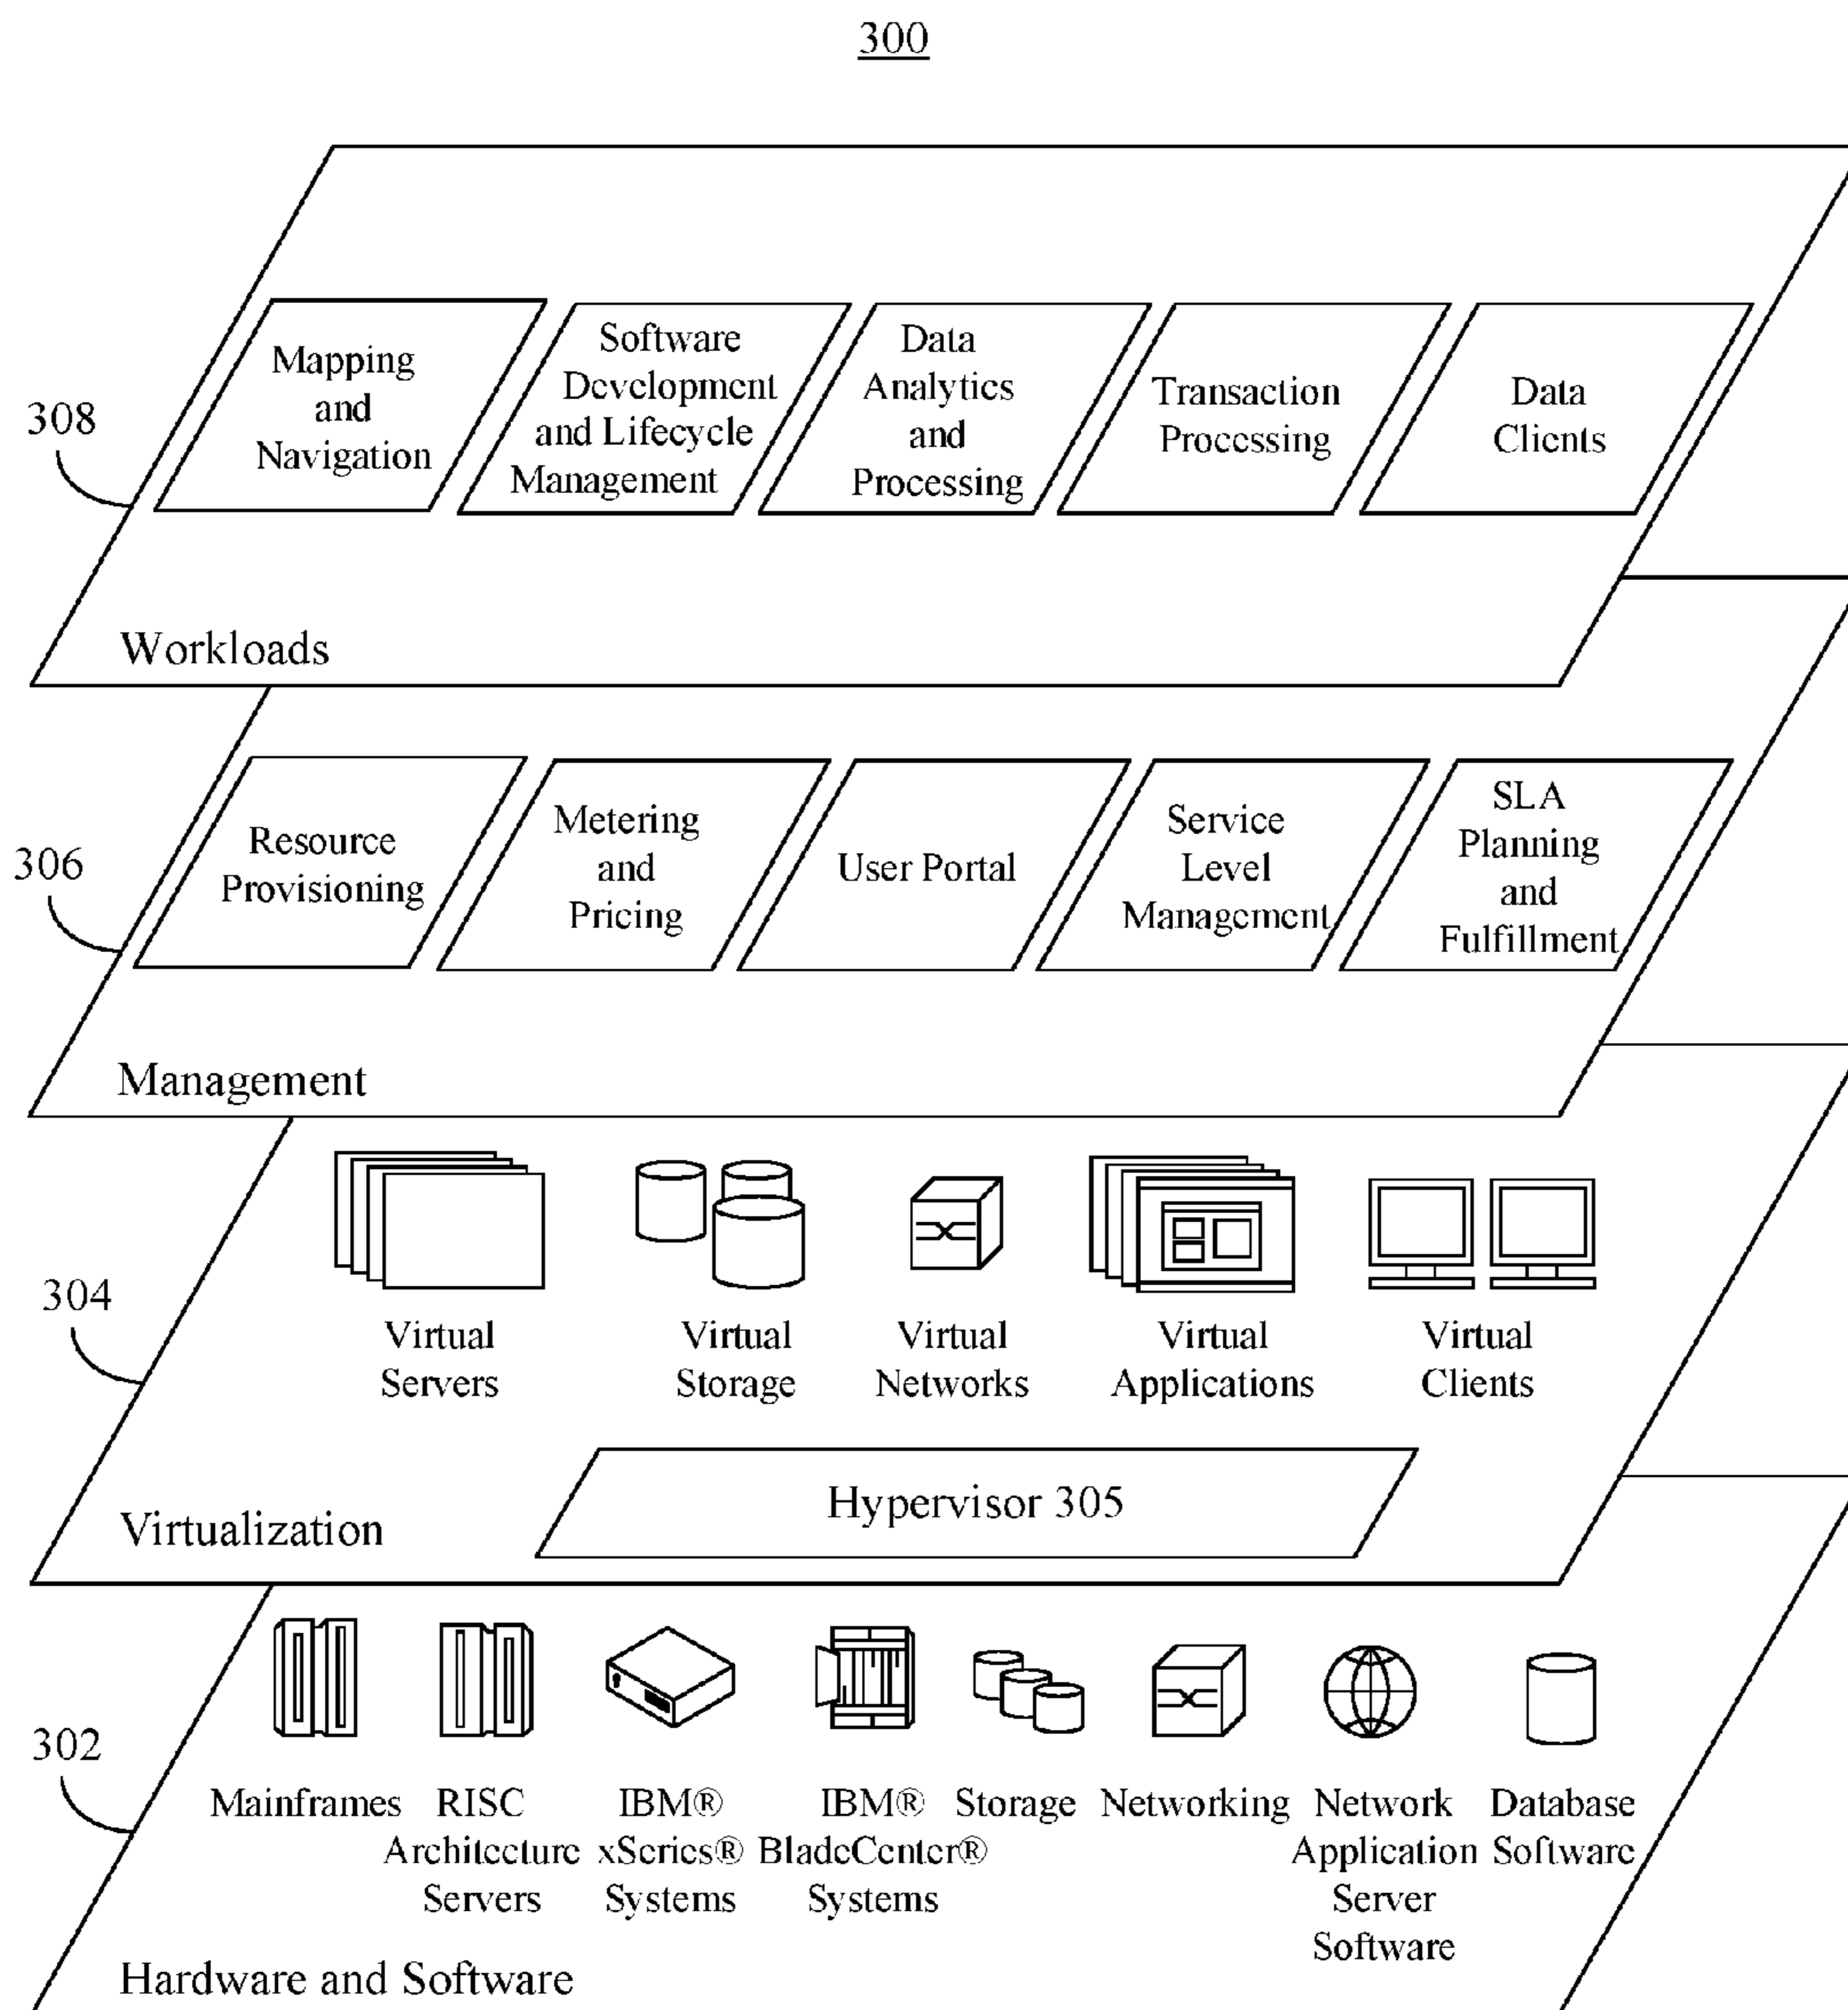 300
Mapping
and
Navigation
Software
Development
and Lifecycle
Management
Data
Analytics
and
Processing
Transaction
Processing
Data
Clients
308
Workloads
Resource
Provisioning
Metering
and
Pricing
User Portal
Service
Level
Management
SLA
Planning
and
Fulfillment
306
Management
Virtual
Servers
Virtual
Storage
Virtual
Networks
Virtual
Applications
Virtual
Clients
304
Hypervisor 305
Virtualization
302
Mainframes
RISC
Architecture
Servers
IBM®
xSeries®
Systems
IBM®
BladeCenter®
Systems
Storage
Networking
Network
Application
Server
Software
Database
Software
Hardware and Software